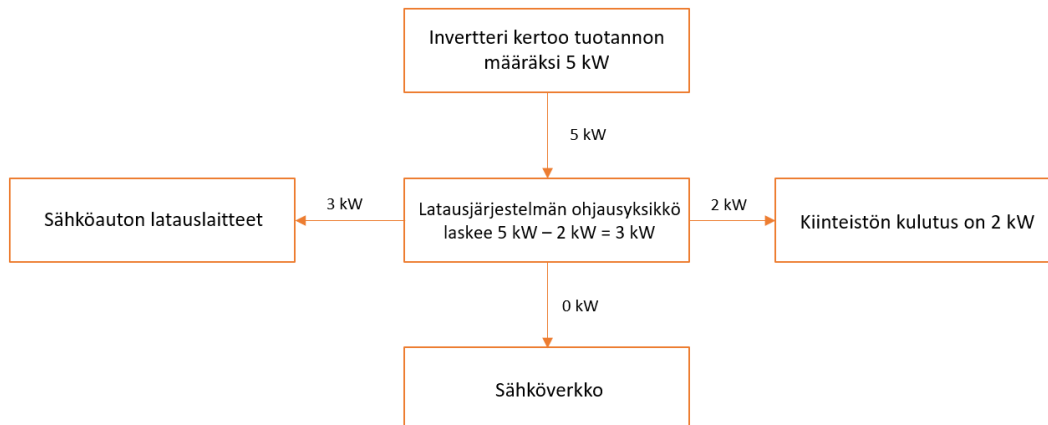 Invertteri kertoo tuotannon
määräksi 5 kW
5 kW
Sähköauton latauslaitteet
3 kW
Latausjärjestelmän ohjausyksikkö
laskee 5 kW – 2 kW = 3 kW
2 kW
Kiinteistön kulutus on 2 kW
0 kW
Sähköverkko